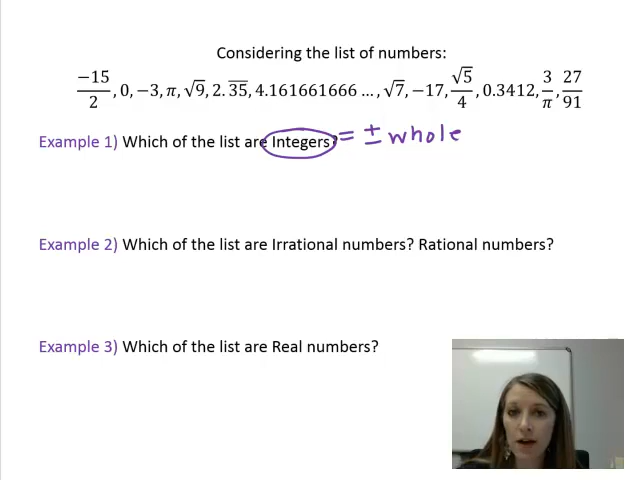 Considering the list of numbers:
−15/2, 0, −3, π, √9, 2.3̅5̅, 4.161661666 …, √7, −17, √5/4, 0.3412, 3/π, 27/91
Example 1) Which of the list are Integers? = ± whole
Example 2) Which of the list are Irrational numbers? Rational numbers?
Example 3) Which of the list are Real numbers?